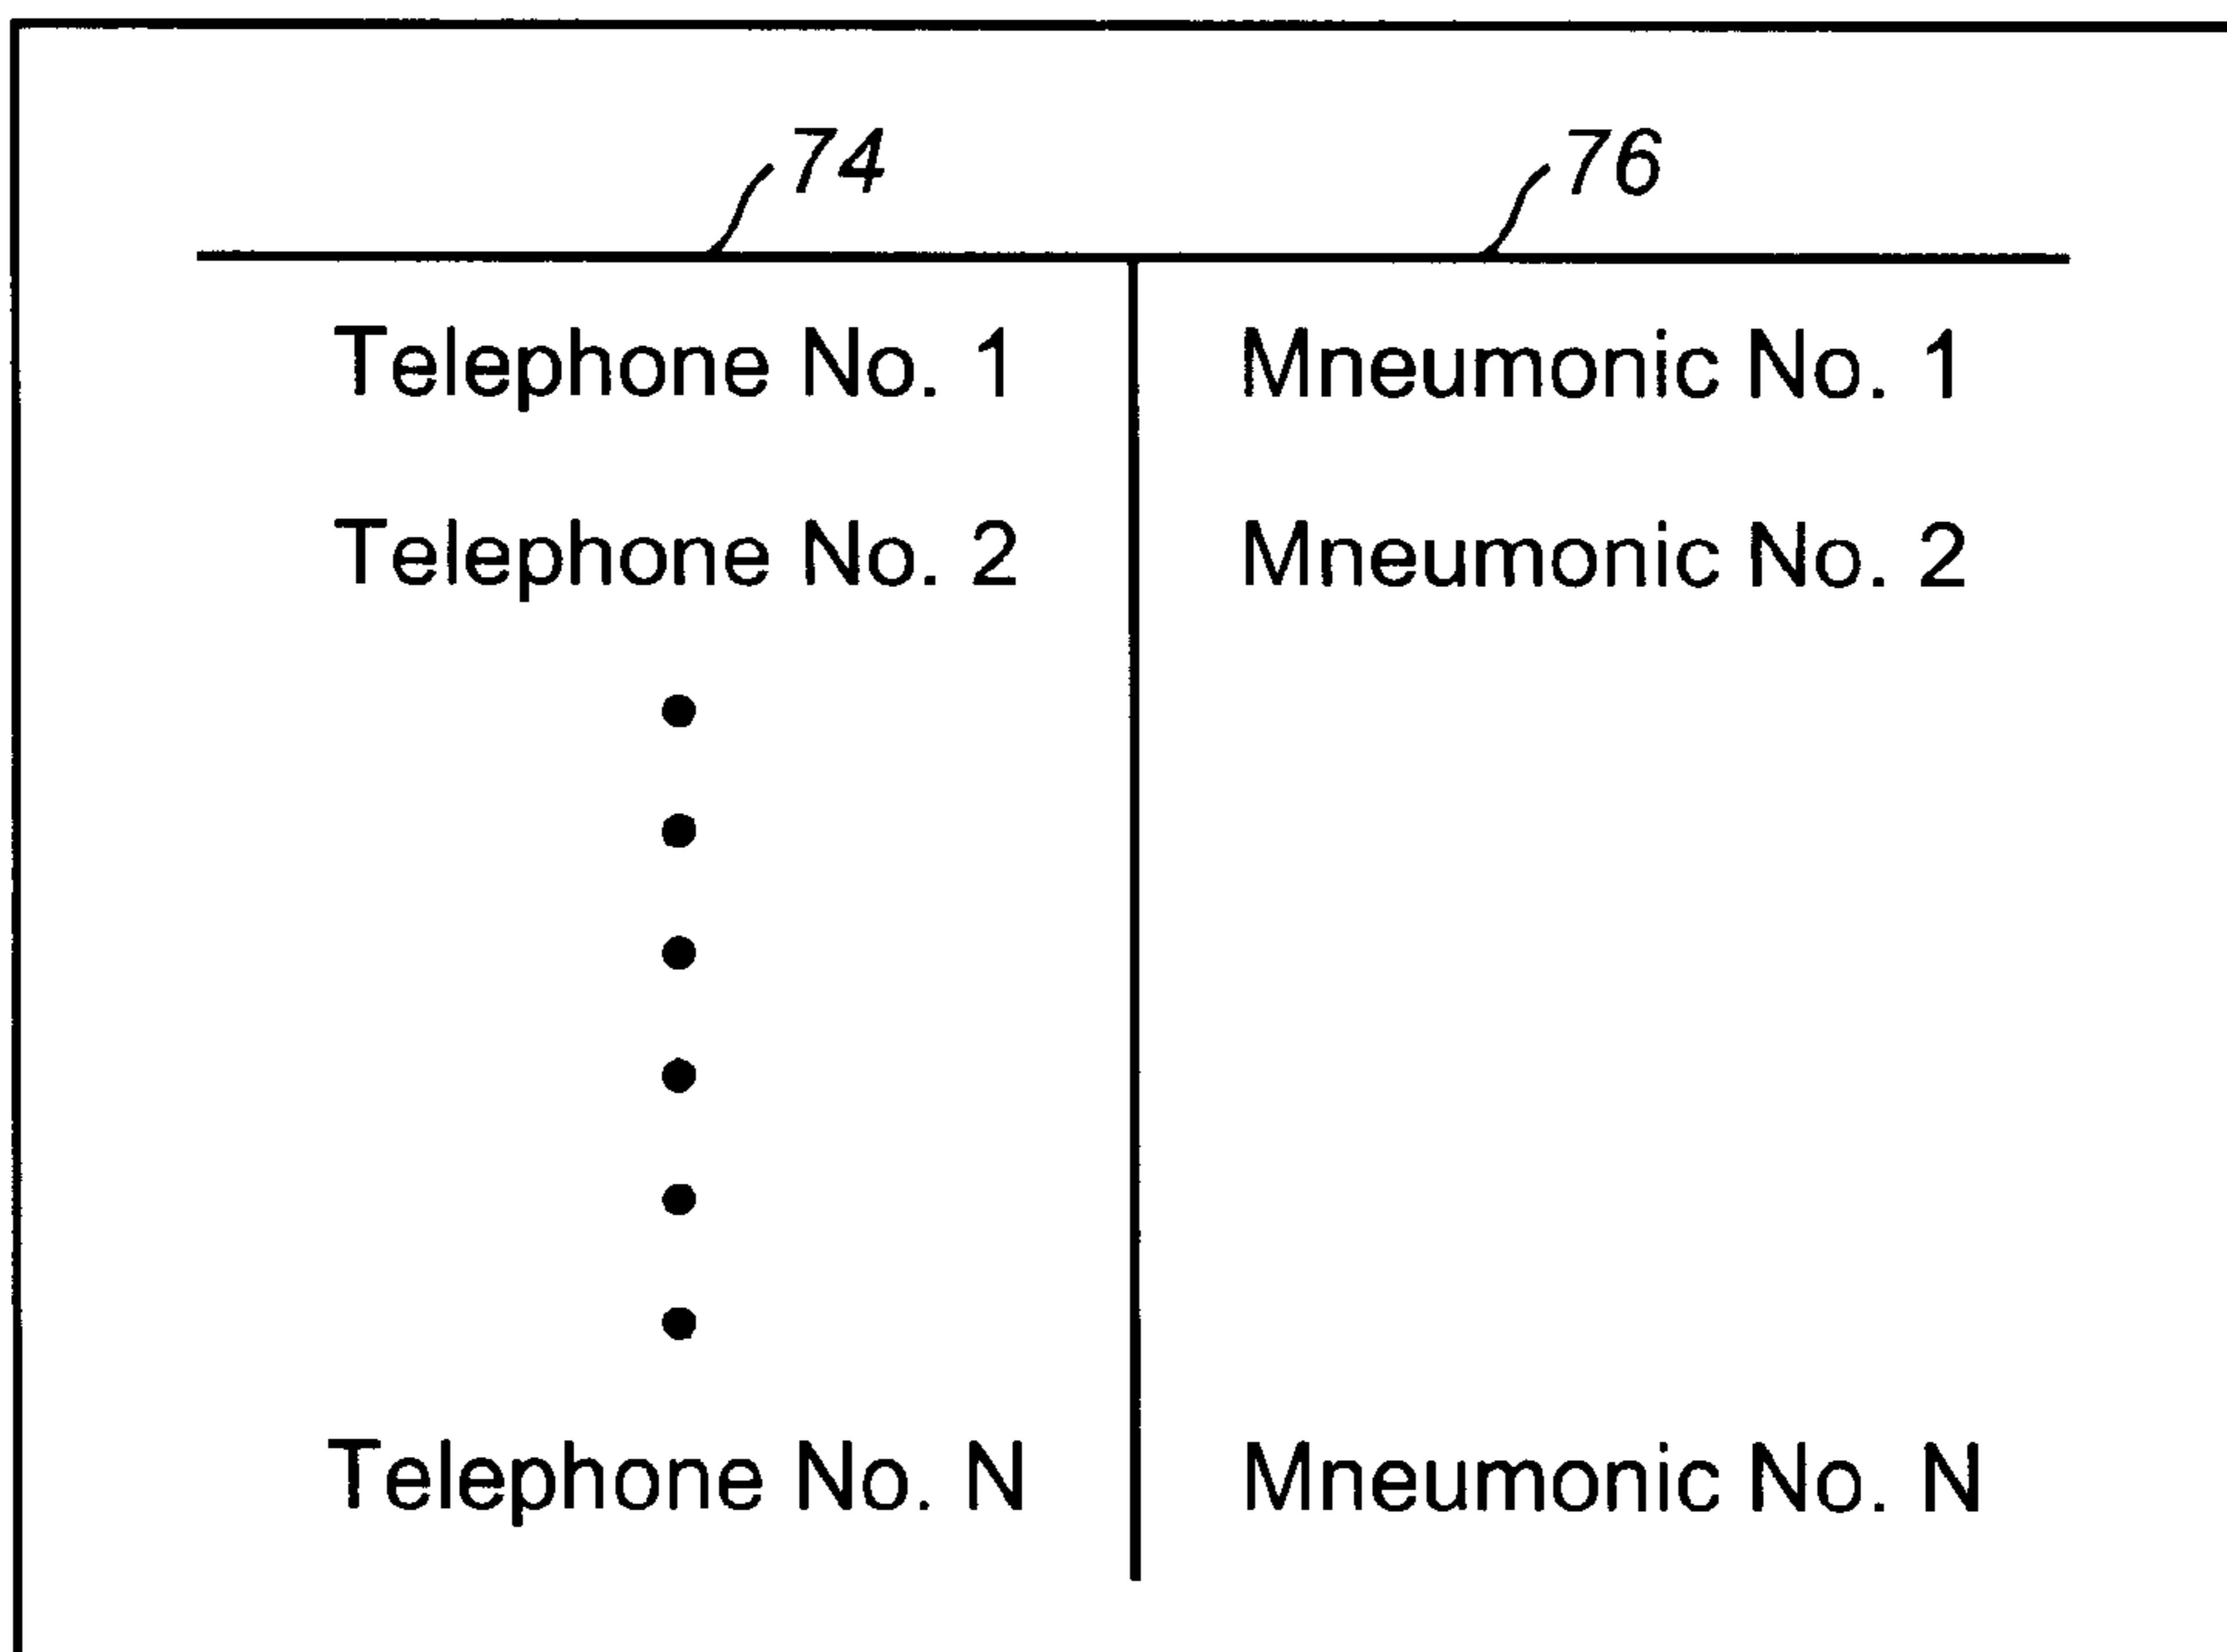 74 76
Telephone No. 1 Mneumonic No. 1
Telephone No. 2 Mneumonic No. 2
Telephone No. N Mneumonic No. N